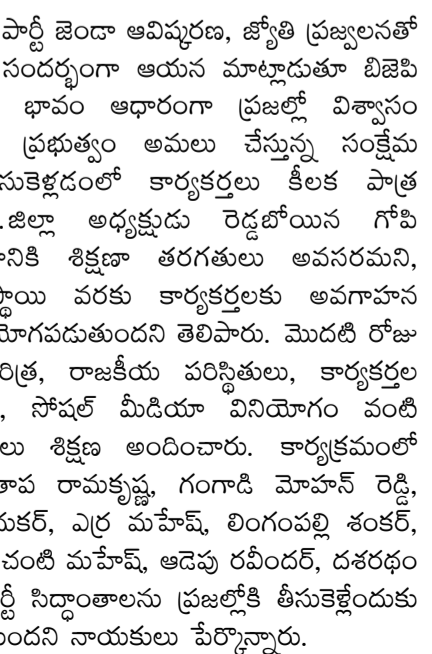 పార్టీ జెండా ఆవిష్కరణ, జ్యోతి ప్రజ్వలనతో
సందర్భంగా ఆయన మాట్లాడుతూ బిజెపి
భావం ఆధారంగా ప్రజల్లో విశ్వాసం
ప్రభుత్వం అమలు చేస్తున్న సంక్షేమ
సుకెళ్లడంలో కార్యకర్తలు కీలక పాత్ర
.జిల్లా అధ్యక్షుడు రెడ్డబోయిన గోపి
నికి శిక్షణా తరగతులు అవసరమని,
స్థాయి వరకు కార్యకర్తలకు అవగాహన
యోగపడుతుందని తెలిపారు. మొదటి రోజు
రిత్ర, రాజకీయ పరిస్థితులు, కార్యకర్తల
, సోషల్ మీడియా వినియోగం వంటి
లు శిక్షణ అందించారు. కార్యక్రమంలో
తాప రామకృష్ణ, గంగాడి మోహన్ రెడ్డి,
ుకర్, ఎర్ర మహేష్, లింగంపల్లి శంకర్,
చంటి మహేష్, ఆడెపు రవీందర్, దశరథం
ర్టీ సిద్ధాంతాలను ప్రజల్లోకి తీసుకెళ్లేందుకు
ుందని నాయకులు పేర్కొన్నారు.